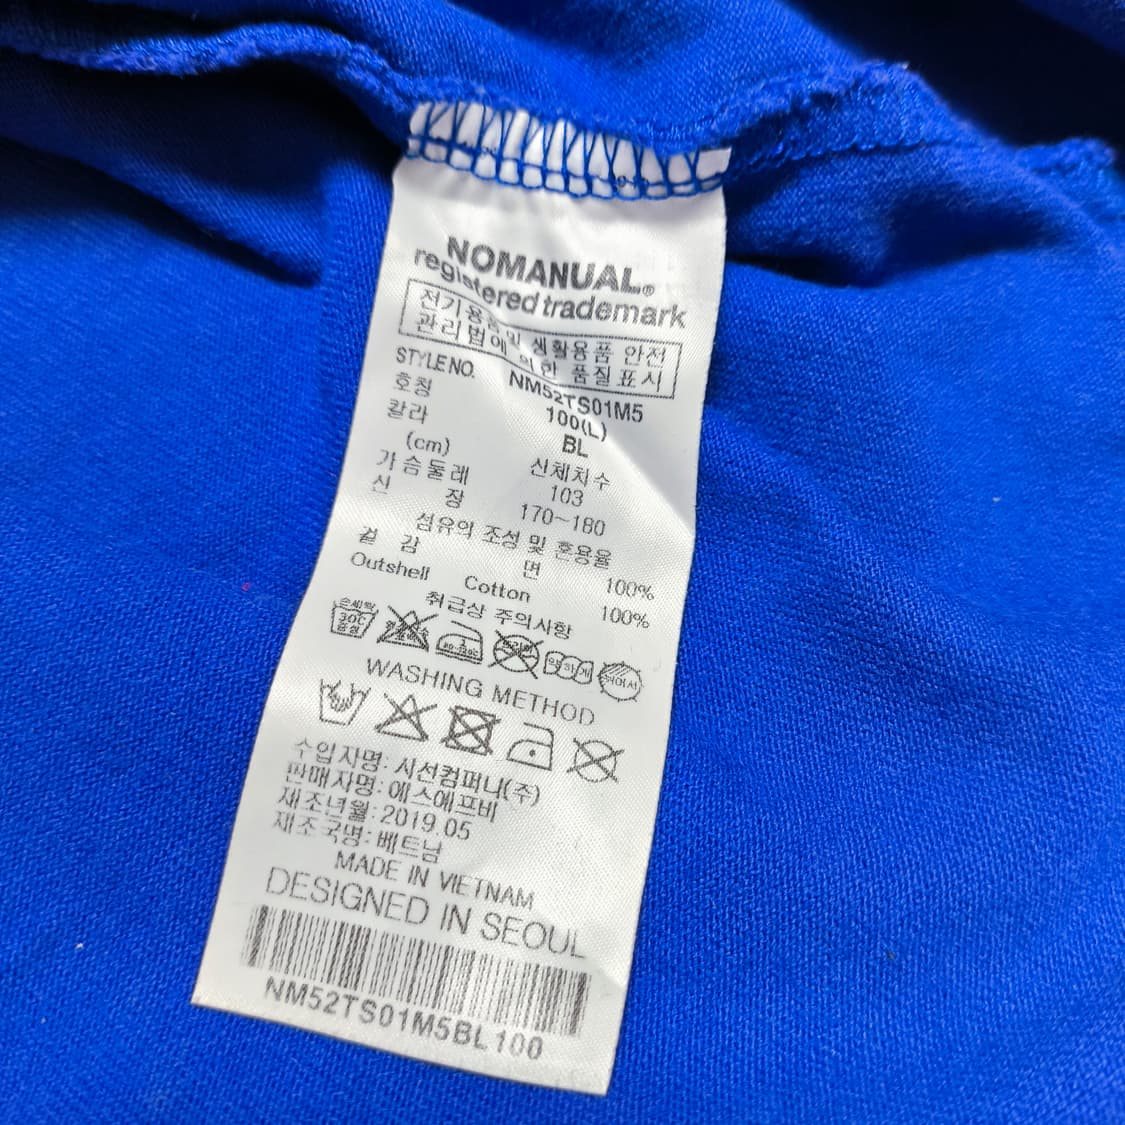 NOMANUAL®
registered trademark
전기용품 및 생활용품 안전
관리법에 의한 품질표시
STYLE NO. NM52TS01M5
호칭 100(L)
칼라 BL
(cm) 신체치수
가슴둘레 103
신 장 170~180
섬유의 조성 및 혼용율
겉 감 면 100%
Outshell Cotton 100%
취급상 주의사항
30℃
약하게
WASHING METHOD
수입자명: 시선컴퍼니(주)
판매자명: 에스에프비
제조년월: 2019.05
제조국명: 베트남
MADE IN VIETNAM
DESIGNED IN SEOUL
NM52TS01M5BL100